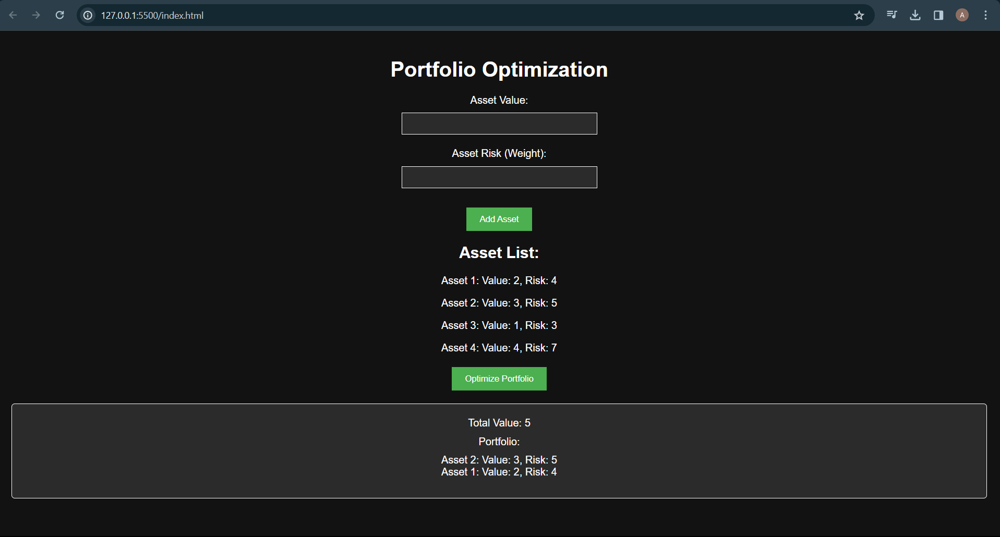 127.0.0.1:5500/index.html
A
Portfolio Optimization
Asset Value:
Asset Risk (Weight):
Add Asset
Asset List:
Asset 1: Value: 2, Risk: 4
Asset 2: Value: 3, Risk: 5
Asset 3: Value: 1, Risk: 3
Asset 4: Value: 4, Risk: 7
Optimize Portfolio
Total Value: 5
Portfolio:
Asset 2: Value: 3, Risk: 5
Asset 1: Value: 2, Risk: 4